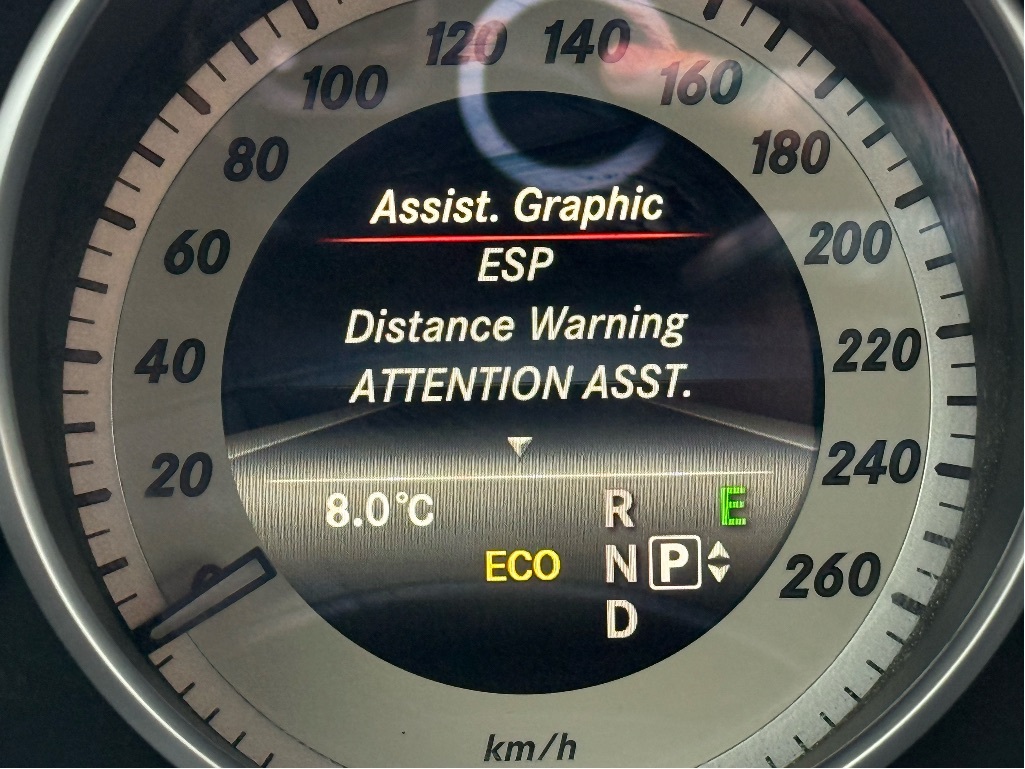 120 140
100 160
80 180
Assist. Graphic
60 200
ESP
Distance Warning
40 220
ATTENTION ASST.
20 240
8.0°C R E
ECO N P 260
D
km/h